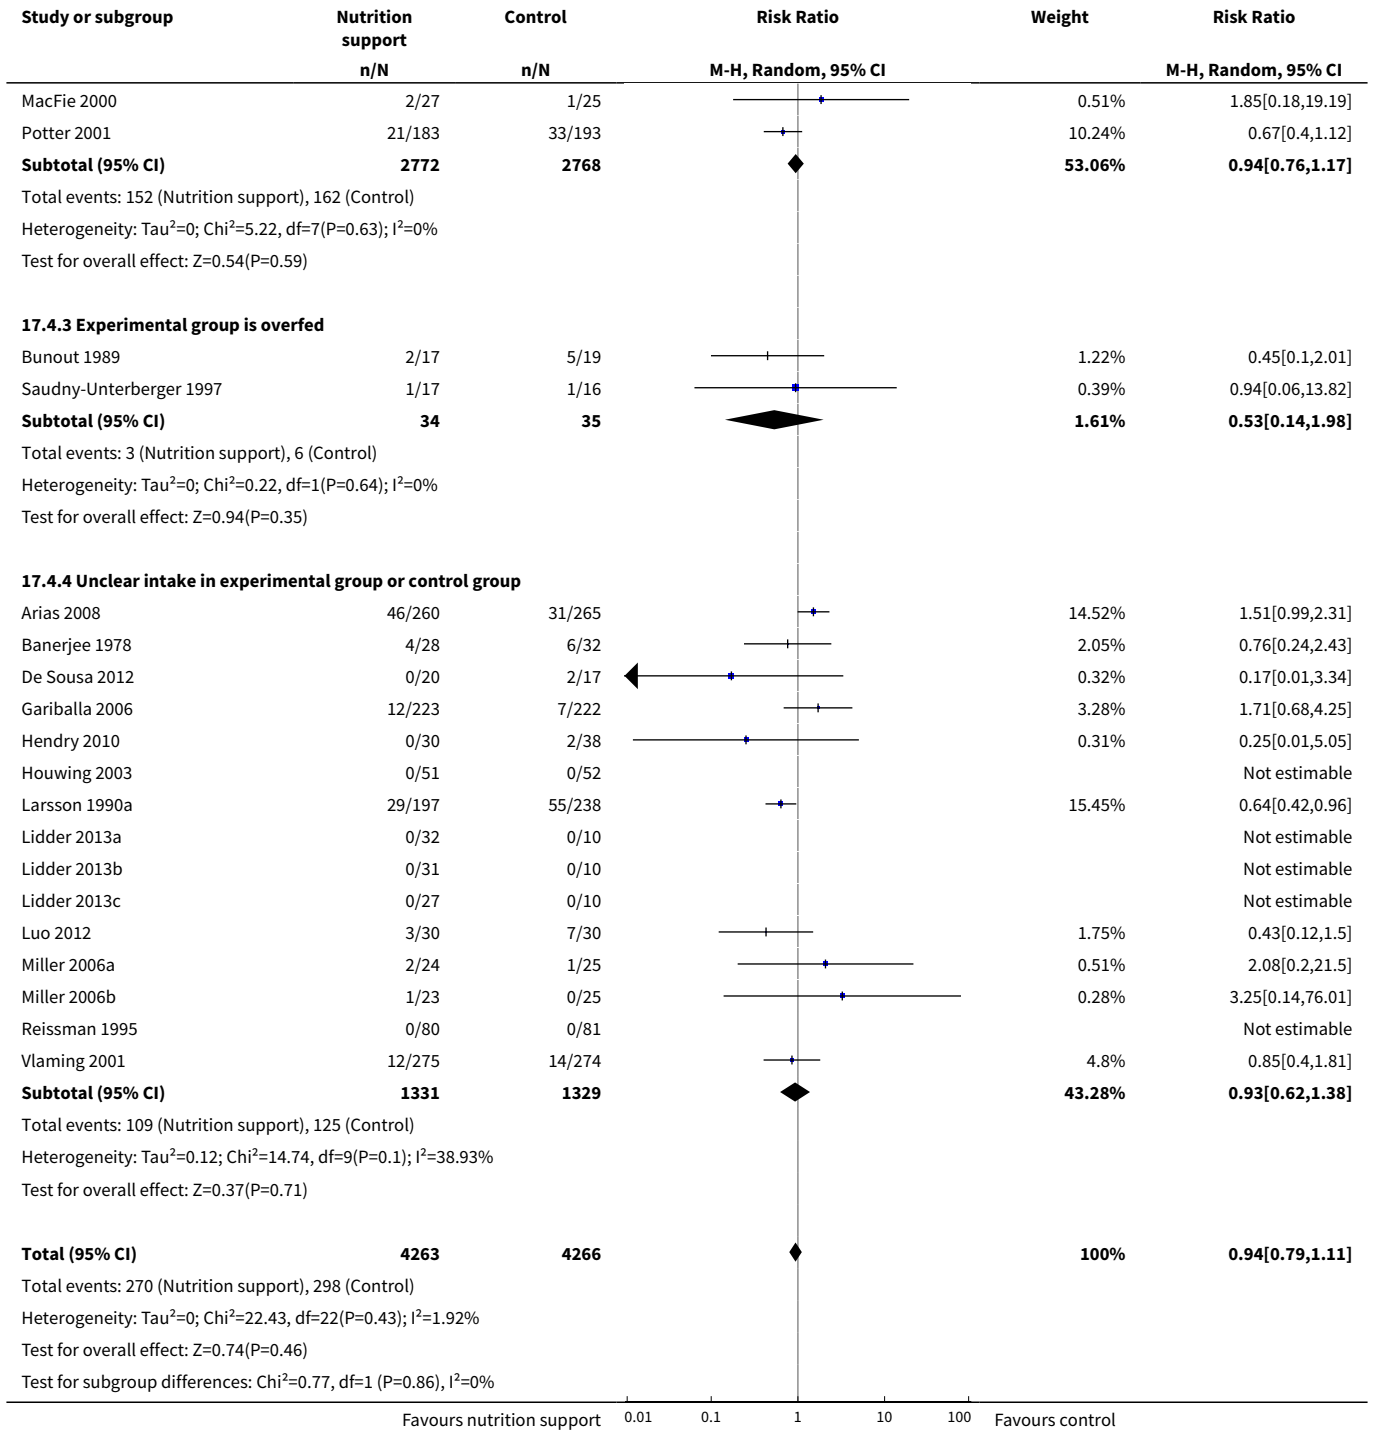 Study or subgroup Nutrition support Control Risk Ratio Weight Risk Ratio
n/N n/N M-H, Random, 95% CI M-H, Random, 95% CI
MacFie 2000 2/27 1/25 0.51% 1.85[0.18,19.19]
Potter 2001 21/183 33/193 10.24% 0.67[0.4,1.12]
Subtotal (95% CI) 2772 2768 53.06% 0.94[0.76,1.17]
Total events: 152 (Nutrition support), 162 (Control)
Heterogeneity: Tau²=0; Chi²=5.22, df=7(P=0.63); I²=0%
Test for overall effect: Z=0.54(P=0.59)
17.4.3 Experimental group is overfed
Bunout 1989 2/17 5/19 1.22% 0.45[0.1,2.01]
Saudny-Unterberger 1997 1/17 1/16 0.39% 0.94[0.06,13.82]
Subtotal (95% CI) 34 35 1.61% 0.53[0.14,1.98]
Total events: 3 (Nutrition support), 6 (Control)
Heterogeneity: Tau²=0; Chi²=0.22, df=1(P=0.64); I²=0%
Test for overall effect: Z=0.94(P=0.35)
17.4.4 Unclear intake in experimental group or control group
Arias 2008 46/260 31/265 14.52% 1.51[0.99,2.31]
Banerjee 1978 4/28 6/32 2.05% 0.76[0.24,2.43]
De Sousa 2012 0/20 2/17 0.32% 0.17[0.01,3.34]
Gariballa 2006 12/223 7/222 3.28% 1.71[0.68,4.25]
Hendry 2010 0/30 2/38 0.31% 0.25[0.01,5.05]
Houwing 2003 0/51 0/52 Not estimable
Larsson 1990a 29/197 55/238 15.45% 0.64[0.42,0.96]
Lidder 2013a 0/32 0/10 Not estimable
Lidder 2013b 0/31 0/10 Not estimable
Lidder 2013c 0/27 0/10 Not estimable
Luo 2012 3/30 7/30 1.75% 0.43[0.12,1.5]
Miller 2006a 2/24 1/25 0.51% 2.08[0.2,21.5]
Miller 2006b 1/23 0/25 0.28% 3.25[0.14,76.01]
Reissman 1995 0/80 0/81 Not estimable
Vlaming 2001 12/275 14/274 4.8% 0.85[0.4,1.81]
Subtotal (95% CI) 1331 1329 43.28% 0.93[0.62,1.38]
Total events: 109 (Nutrition support), 125 (Control)
Heterogeneity: Tau²=0.12; Chi²=14.74, df=9(P=0.1); I²=38.93%
Test for overall effect: Z=0.37(P=0.71)
Total (95% CI) 4263 4266 100% 0.94[0.79,1.11]
Total events: 270 (Nutrition support), 298 (Control)
Heterogeneity: Tau²=0; Chi²=22.43, df=22(P=0.43); I²=1.92%
Test for overall effect: Z=0.74(P=0.46)
Test for subgroup differences: Chi²=0.77, df=1 (P=0.86), I²=0%
Favours nutrition support 0.01 0.1 1 10 100 Favours control